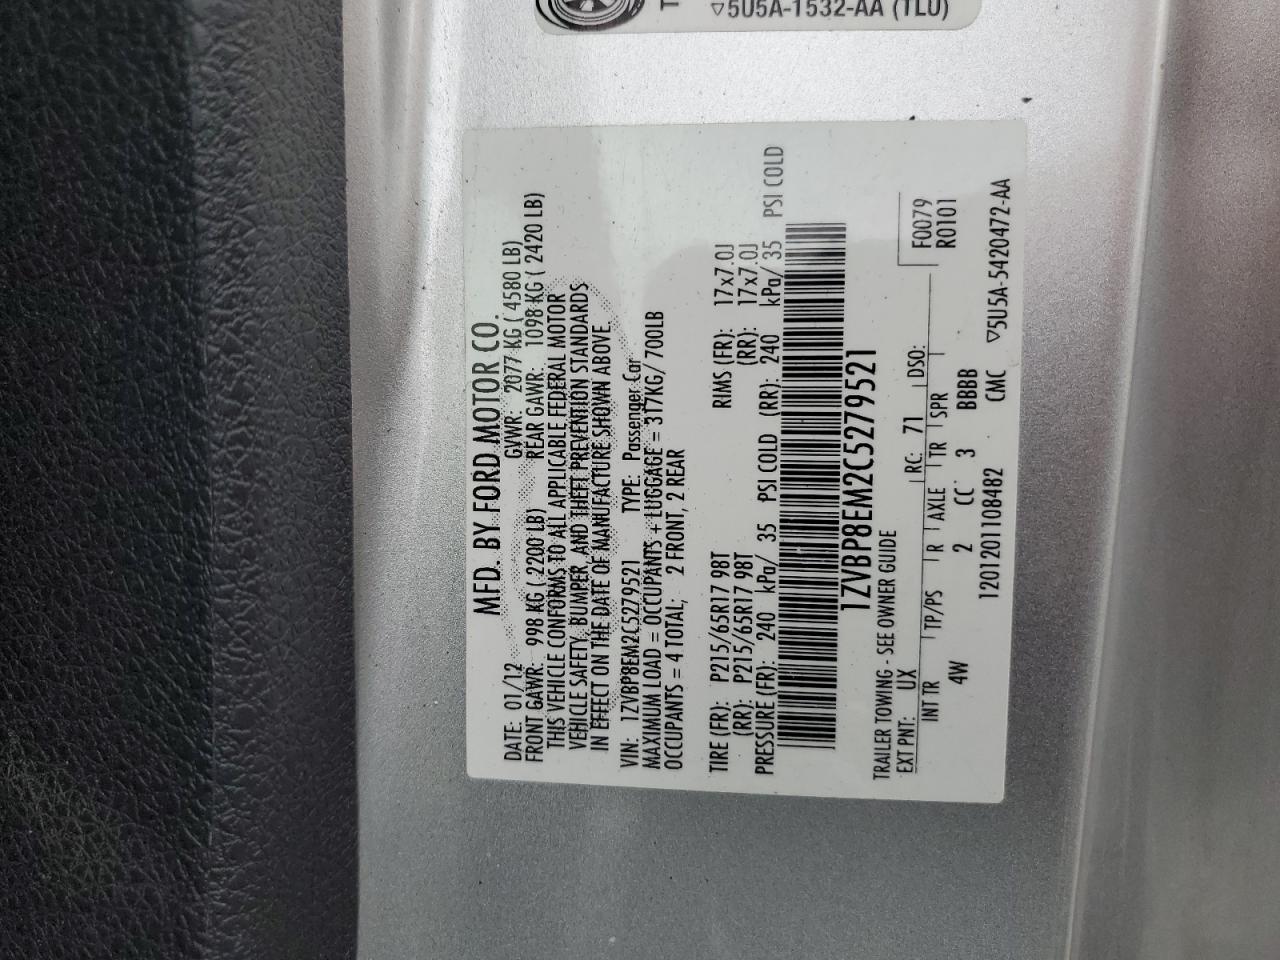 ▽5U5A-1532-AA (TLU)
MFD. BY FORD MOTOR CO.
DATE: 01/12 GVWR: 2077 KG ( 4580 LB)
FRONT GAWR: 998 KG ( 2200 LB) REAR GAWR: 1098 KG ( 2420 LB)
THIS VEHICLE CONFORMS TO ALL APPLICABLE FEDERAL MOTOR
VEHICLE SAFETY, BUMPER, AND THEFT PREVENTION STANDARDS
IN EFFECT ON THE DATE OF MANUFACTURE SHOWN ABOVE.
VIN: 1ZVBP8EM2C5279521 TYPE: Passenger Car
MAXIMUM LOAD = OCCUPANTS + LUGGAGE = 317KG/ 700LB
OCCUPANTS = 4 TOTAL; 2 FRONT, 2 REAR
TIRE (FR): P215/65R17 98T RIMS (FR): 17x7.0J
(RR): P215/65R17 98T (RR): 17x7.0J
PRESSURE (FR): 240 kPa/ 35 PSI COLD (RR): 240 kPa/ 35 PSI COLD
1ZVBP8EM2C5279521
TRAILER TOWING - SEE OWNER GUIDE
EXT PNT: UX RC: 71 DSO: F0079
R0101
INT TR TP/PS R AXLE TR SPR
4W 2 CC 3 BBBB
120120110848​2 CMC ▽5U5A-5420472-AA